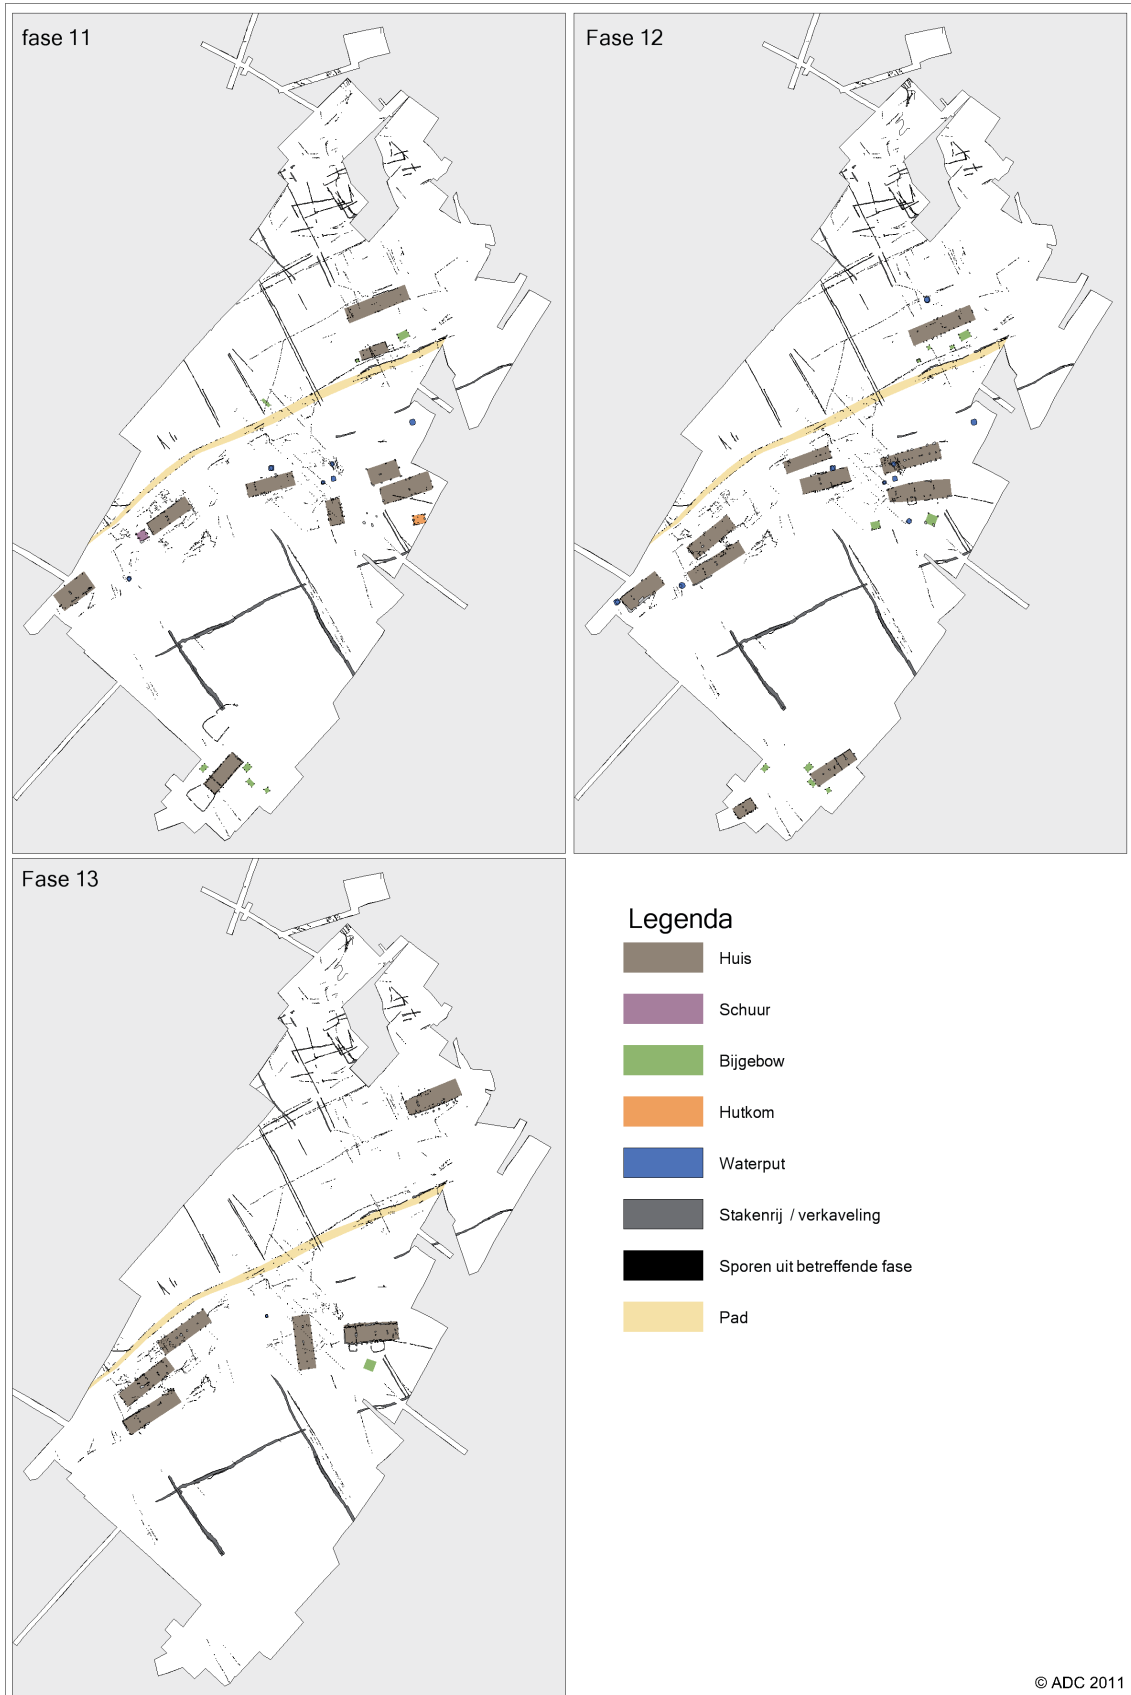 fase 11
Fase 12
Fase 13
Legenda
Huis
Schuur
Bijgebow
Hutkom
Waterput
Stakenrij / verkaveling
Sporen uit betreffende fase
Pad
© ADC 2011